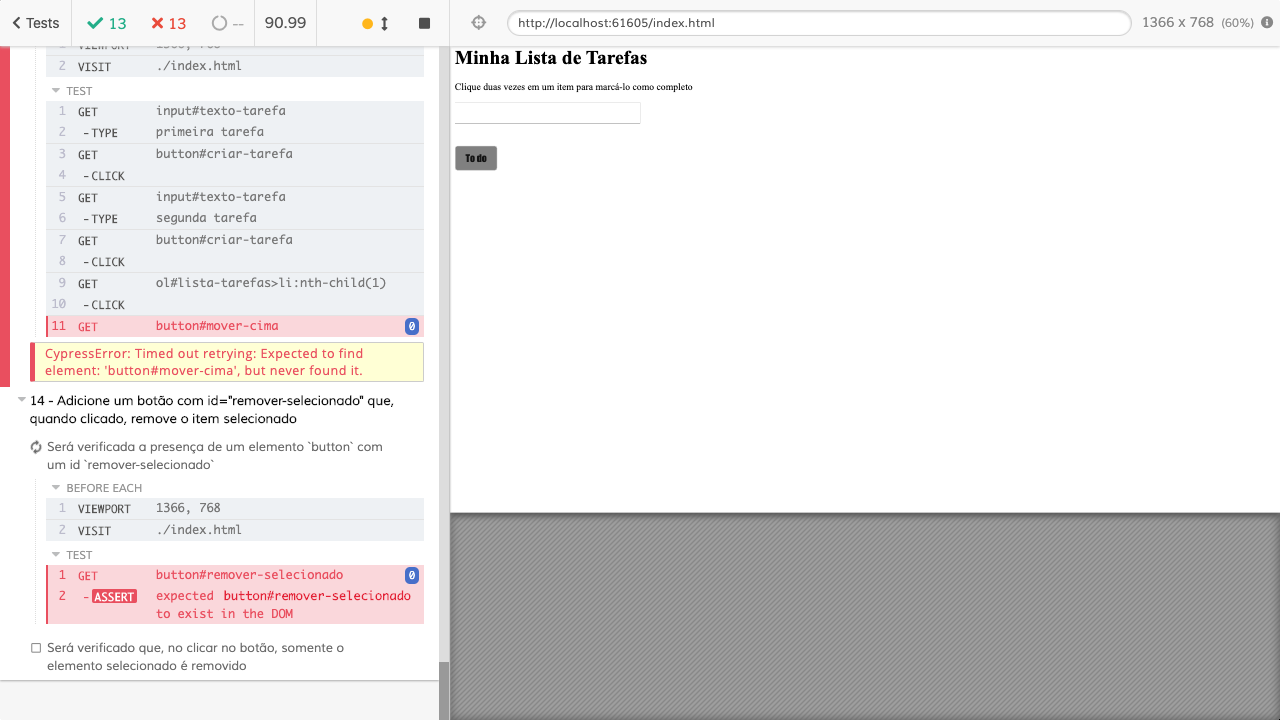 Tests
13
13
--
90.99
http://localhost:61605/index.html
1366 x 768 (60%)
1 VIEWPORT 1366, 768
2 VISIT ./index.html
TEST
1 GET input#texto-tarefa
2 -TYPE primeira tarefa
3 GET button#criar-tarefa
4 -CLICK
5 GET input#texto-tarefa
6 -TYPE segunda tarefa
7 GET button#criar-tarefa
8 -CLICK
9 GET ol#lista-tarefas>li:nth-child(1)
10 -CLICK
11 GET button#mover-cima 0
CypressError: Timed out retrying: Expected to find
element: 'button#mover-cima', but never found it.
14 - Adicione um botão com id="remover-selecionado" que,
quando clicado, remove o item selecionado
Será verificada a presença de um elemento `button` com
um id `remover-selecionado`
BEFORE EACH
1 VIEWPORT 1366, 768
2 VISIT ./index.html
TEST
1 GET button#remover-selecionado 0
2 -ASSERT expected button#remover-selecionado
to exist in the DOM
Será verificado que, no clicar no botão, somente o
elemento selecionado é removido
Minha Lista de Tarefas
Clique duas vezes em um item para marcá-lo como completo
To do